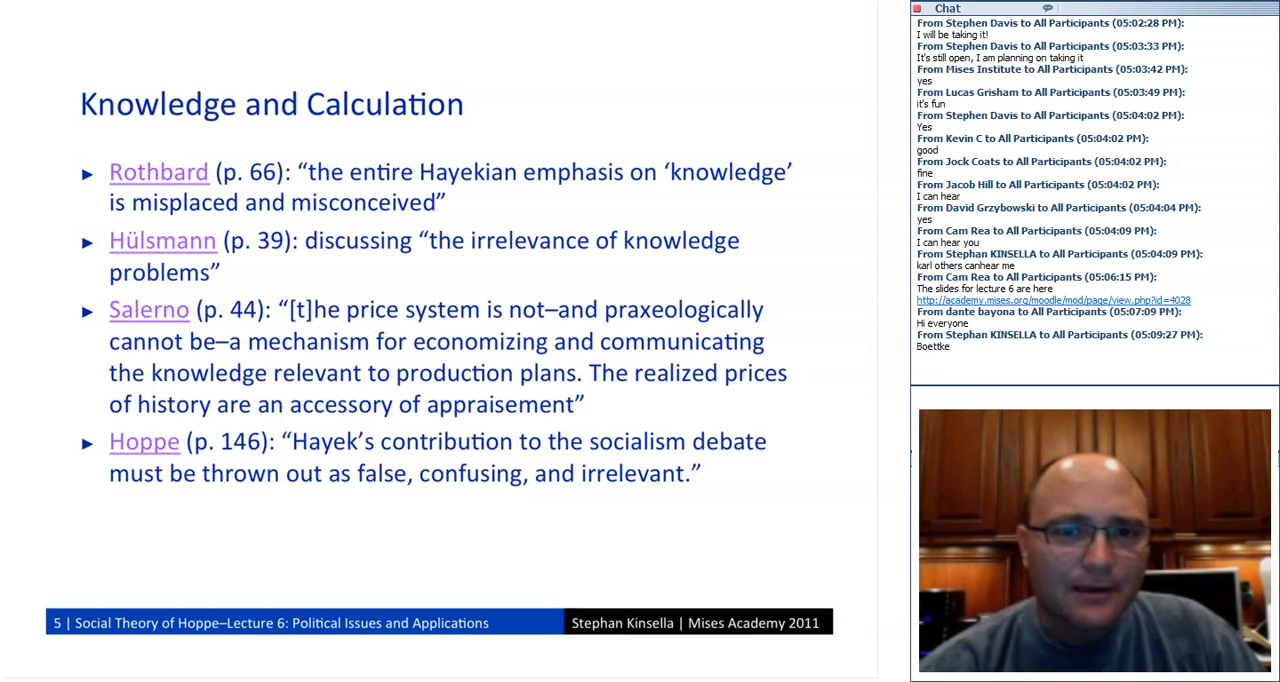 Knowledge and Calculation
► Rothbard (p. 66): “the entire Hayekian emphasis on ‘knowledge’
is misplaced and misconceived”
► Hülsmann (p. 39): discussing “the irrelevance of knowledge
problems”
► Salerno (p. 44): “[t]he price system is not–and praxeologically
cannot be–a mechanism for economizing and communicating
the knowledge relevant to production plans. The realized prices
of history are an accessory of appraisement”
► Hoppe (p. 146): “Hayek’s contribution to the socialism debate
must be thrown out as false, confusing, and irrelevant.”
5 | Social Theory of Hoppe–Lecture 6: Political Issues and Applications
Stephan Kinsella | Mises Academy 2011
Chat
From Stephen Davis to All Participants (05:02:28 PM):
I will be taking it!
From Stephen Davis to All Participants (05:03:33 PM):
It's still open, I am planning on taking it
From Mises Institute to All Participants (05:03:42 PM):
yes
From Lucas Grisham to All Participants (05:03:49 PM):
it's fun
From Stephen Davis to All Participants (05:04:02 PM):
Yes
From Kevin C to All Participants (05:04:02 PM):
good
From Jock Coats to All Participants (05:04:02 PM):
fine
From Jacob Hill to All Participants (05:04:02 PM):
I can hear
From David Grzybowski to All Participants (05:04:04 PM):
yes
From Cam Rea to All Participants (05:04:09 PM):
I can hear you
From Stephan KINSELLA to All Participants (05:04:09 PM):
karl others canhear me
From Cam Rea to All Participants (05:06:15 PM):
The slides for lecture 6 are here
http://academy.mises.org/moodle/mod/page/view.php?id=4028
From dante bayona to All Participants (05:07:09 PM):
Hi everyone
From Stephan KINSELLA to All Participants (05:09:27 PM):
Boettke